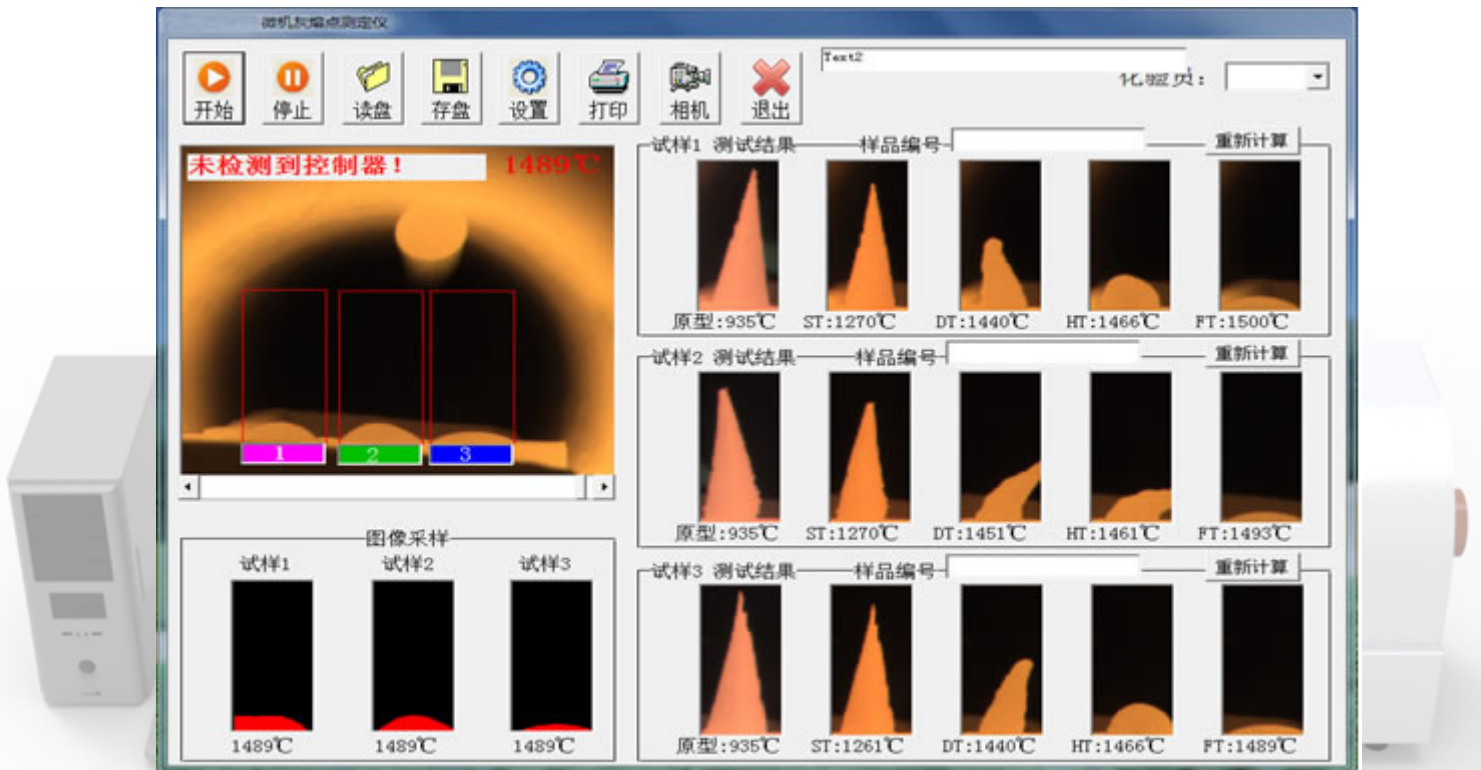 微机灰熔点测定仪
开始 停止 读盘 存盘 设置 打印 相机 退出
Text2
化验员：
未检测到控制器！ 1489℃
1 2 3
图像采样
试样1 试样2 试样3
1489℃ 1489℃ 1489℃
试样1 测试结果 样品编号 重新计算
原型:935℃ ST:1270℃ DT:1440℃ HT:1466℃ FT:1500℃
试样2 测试结果 样品编号 重新计算
原型:935℃ ST:1270℃ DT:1451℃ HT:1461℃ FT:1493℃
试样3 测试结果 样品编号 重新计算
原型:935℃ ST:1261℃ DT:1440℃ HT:1466℃ FT:1489℃